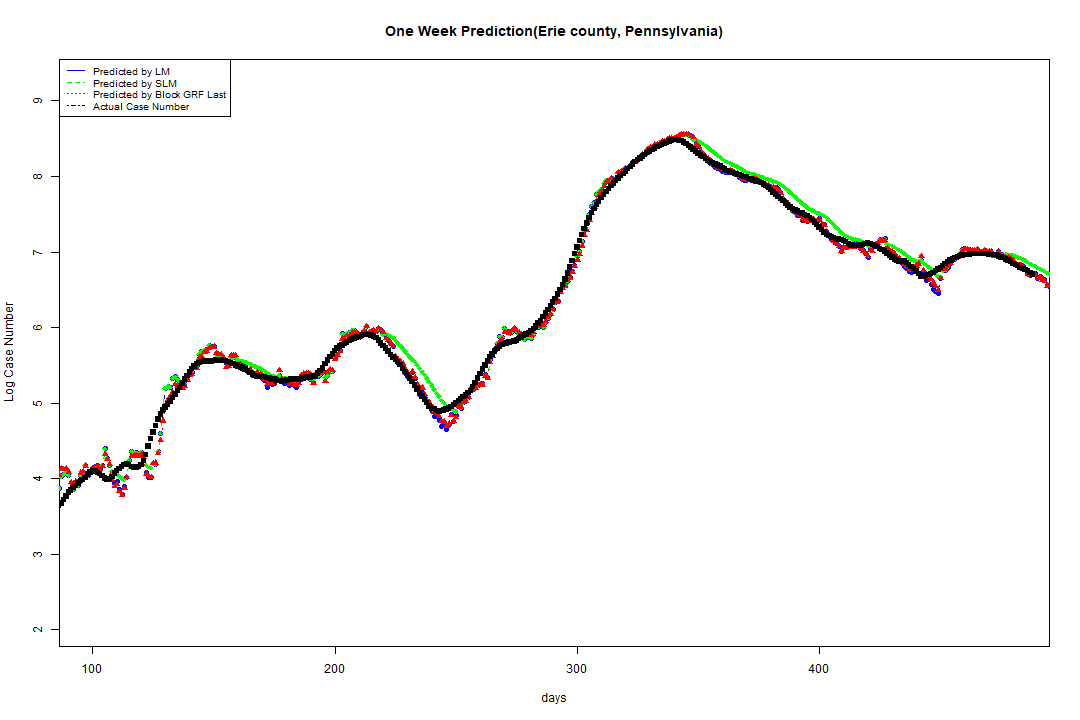 One Week Prediction(Erie county, Pennsylvania)
Predicted by LM
Predicted by SLM
Predicted by Block GRF Last
Actual Case Number
Log Case Number
9
8
7
6
5
4
3
2
100 200 300 400
days